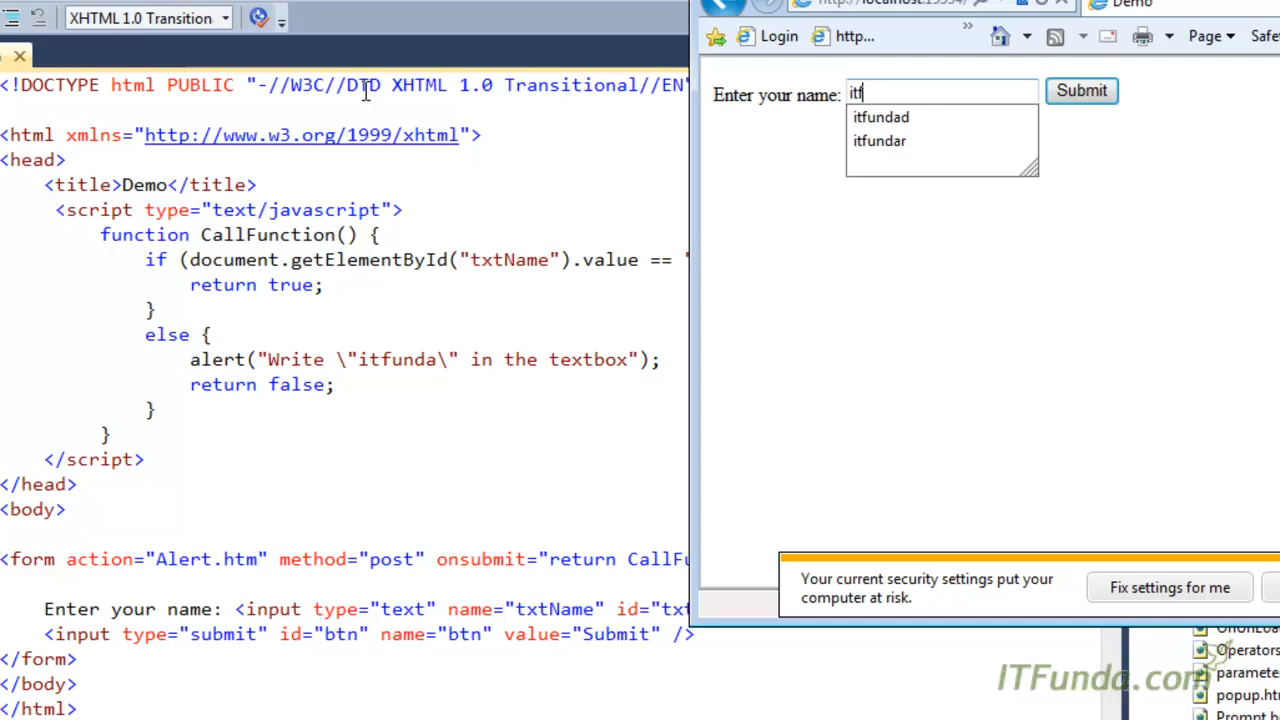 XHTML 1.0 Transition
<!DOCTYPE html PUBLIC "-//W3C//DTD XHTML 1.0 Transitional//EN"
<html xmlns="http://www.w3.org/1999/xhtml">
<head>
<title>Demo</title>
<script type="text/javascript">
function CallFunction() {
if (document.getElementById("txtName").value == "
return true;
}
else {
alert("Write \"itfunda\" in the textbox");
return false;
}
}
</script>
</head>
<body>
<form action="Alert.htm" method="post" onsubmit="return CallFu
Enter your name: <input type="text" name="txtName" id="txt
<input type="submit" id="btn" name="btn" value="Submit" />
</form>
</body>
</html>
Demo
Login http... Page Safe
Enter your name: itf Submit
itfundad
itfundar
Your current security settings put your
computer at risk.
Fix settings for me
Operators
parameter
popup.ht
Prompt b
ITFunda.com